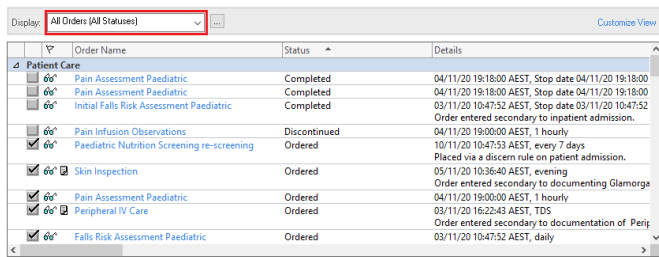 Display: All Orders (All Statuses) ... Customize View
Order Name Status Details
Patient Care
Pain Assessment Paediatric Completed 04/11/20 19:18:00 AEST, Stop date 04/11/20 19:18:00
Pain Assessment Paediatric Completed 04/11/20 19:18:00 AEST, Stop date 04/11/20 19:18:00
Initial Falls Risk Assessment Paediatric Completed 03/11/20 10:47:52 AEST, Stop date 03/11/20 10:47:52
Order entered secondary to inpatient admission.
Pain Infusion Observations Discontinued 04/11/20 19:00:00 AEST, 1 hourly
Paediatric Nutrition Screening re-screening Ordered 10/11/20 10:47:53 AEST, every 7 days
Placed via a discern rule on patient admission.
Skin Inspection Ordered 05/11/20 10:36:40 AEST, evening
Order entered secondary to documenting Glamorga
Pain Assessment Paediatric Ordered 04/11/20 19:00:00 AEST, 1 hourly
Peripheral IV Care Ordered 03/11/20 16:22:43 AEST, TDS
Order entered secondary to documentation of Perip
Falls Risk Assessment Paediatric Ordered 03/11/20 10:47:52 AEST, daily